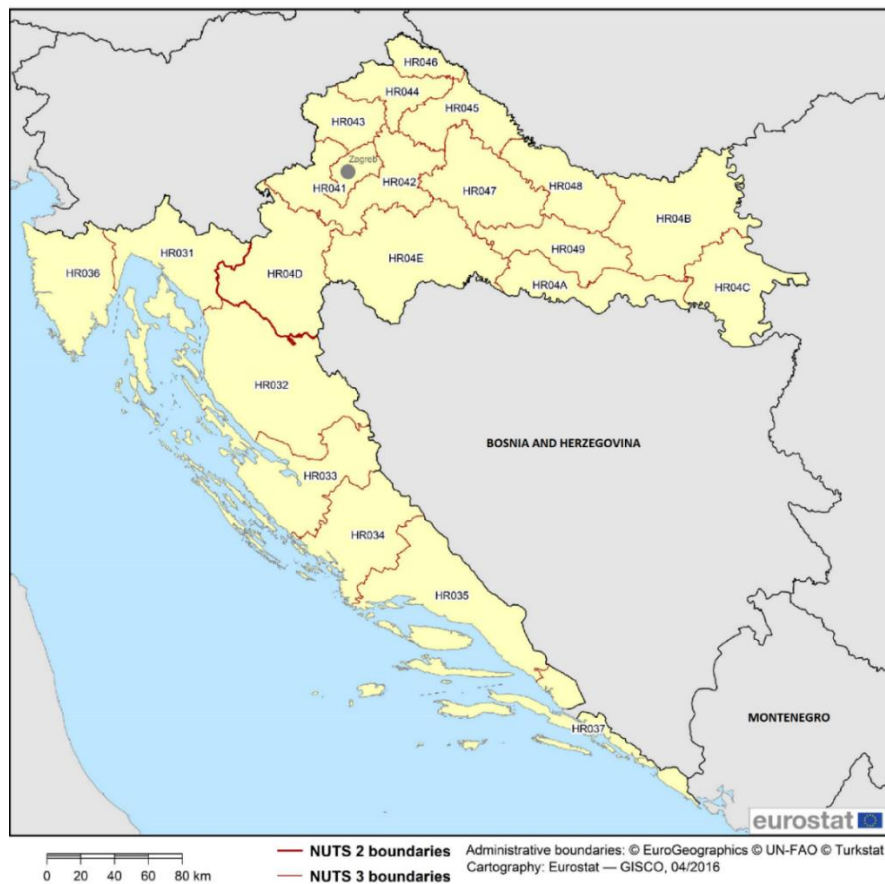 HR046
HR044
HR045
HR043
Zagreb
HR041
HR042
HR047
HR048
HR04B
HR031
HR049
HR036
HR04D
HR04E
HR04A
HR04C
HR032
BOSNIA AND HERZEGOVINA
HR033
HR034
HR035
MONTENEGRO
HR037
eurostat
0 20 40 60 80 km
NUTS 2 boundaries
NUTS 3 boundaries
Administrative boundaries: © EuroGeographics © UN-FAO © Turkstat
Cartography: Eurostat — GISCO, 04/2016